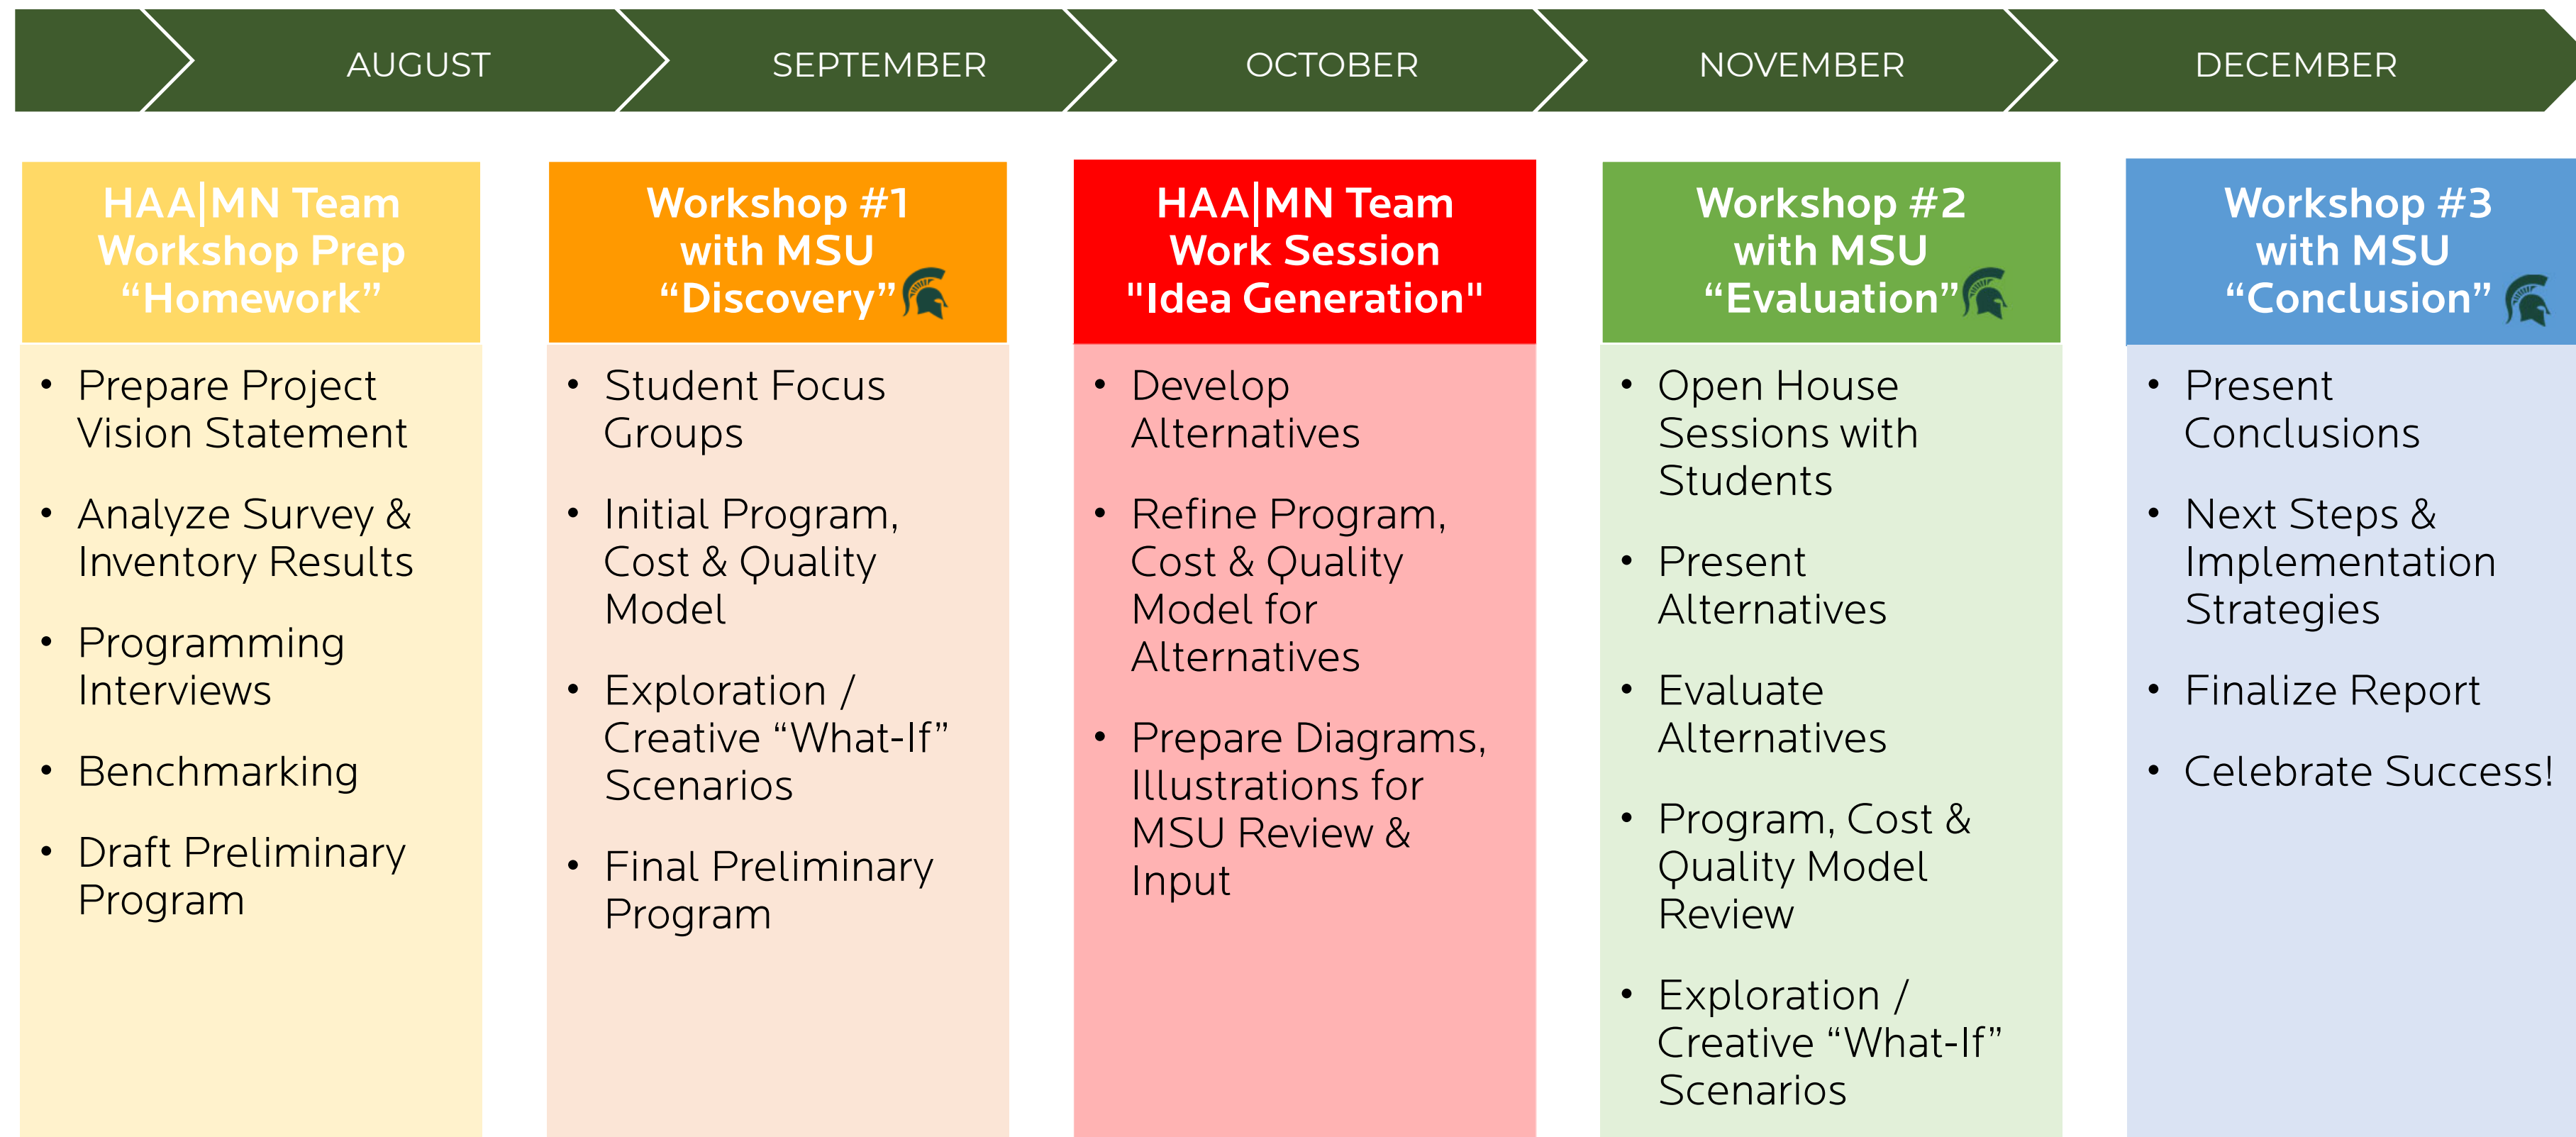 AUGUST
SEPTEMBER
OCTOBER
NOVEMBER
DECEMBER
HAA|MN Team
Workshop Prep
“Homework”
• Prepare Project
Vision Statement
• Analyze Survey &
Inventory Results
• Programming
Interviews
• Benchmarking
• Draft Preliminary
Program
Workshop #1
with MSU
“Discovery”
• Student Focus
Groups
• Initial Program,
Cost & Quality
Model
• Exploration /
Creative “What-If”
Scenarios
• Final Preliminary
Program
HAA|MN Team
Work Session
"Idea Generation"
• Develop
Alternatives
• Refine Program,
Cost & Quality
Model for
Alternatives
• Prepare Diagrams,
Illustrations for
MSU Review &
Input
Workshop #2
with MSU
“Evaluation”
• Open House
Sessions with
Students
• Present
Alternatives
• Evaluate
Alternatives
• Program, Cost &
Quality Model
Review
• Exploration /
Creative “What-If”
Scenarios
Workshop #3
with MSU
“Conclusion”
• Present
Conclusions
• Next Steps &
Implementation
Strategies
• Finalize Report
• Celebrate Success!